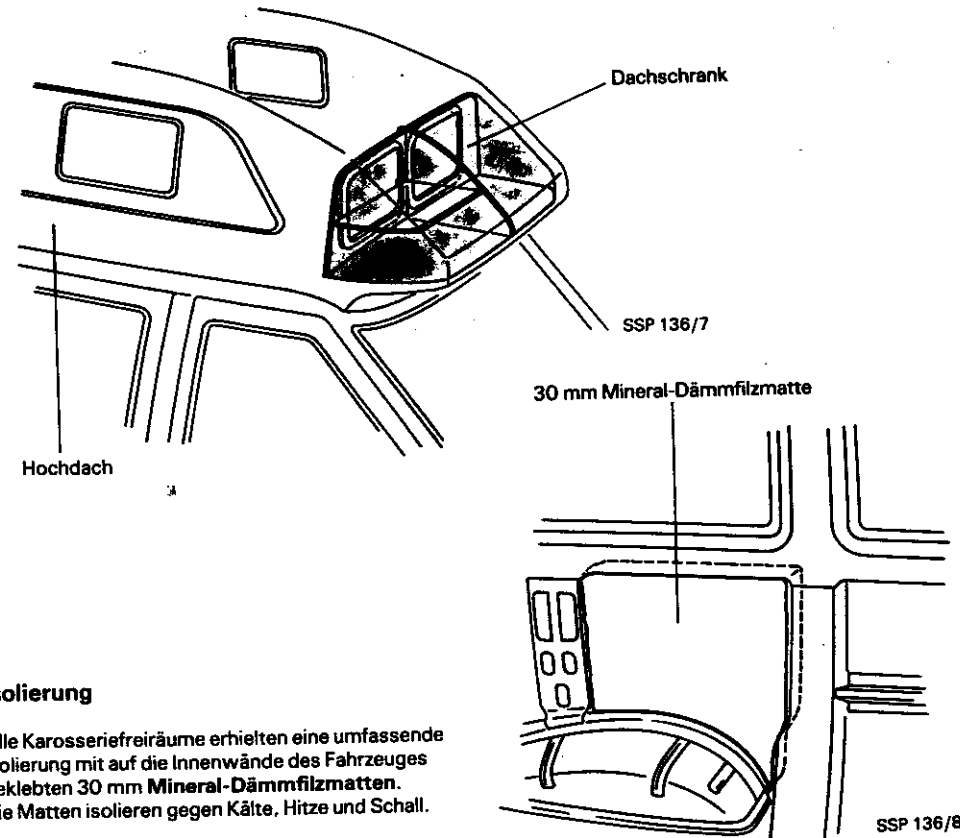 Dachschrank
SSP 136/7
Hochdach
30 mm Mineral-Dämmfilzmatte
solierung
lle Karosseriefreiräume erhielten eine umfassende
olierung mit auf die Innenwände des Fahrzeuges
eklebten 30 mm Mineral-Dämmfilzmatten.
ie Matten isolieren gegen Kälte, Hitze und Schall.
SSP 136/8